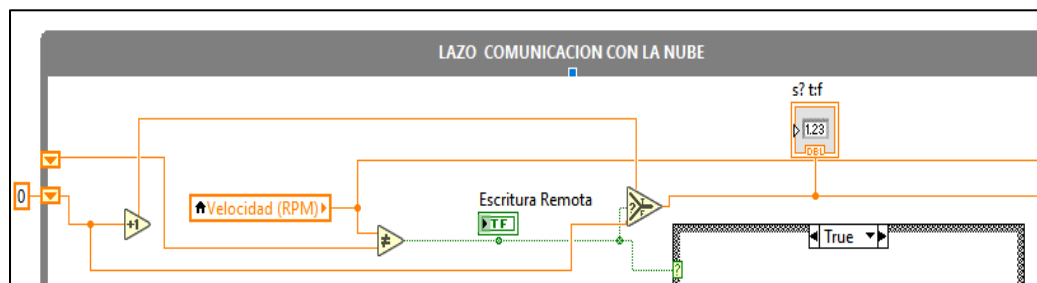 LAZO COMUNICACION CON LA NUBE
s? t:f
1.23
DBL
0
+1
Velocidad (RPM)
≠
Escritura Remota
TF
?
T
F
True
?